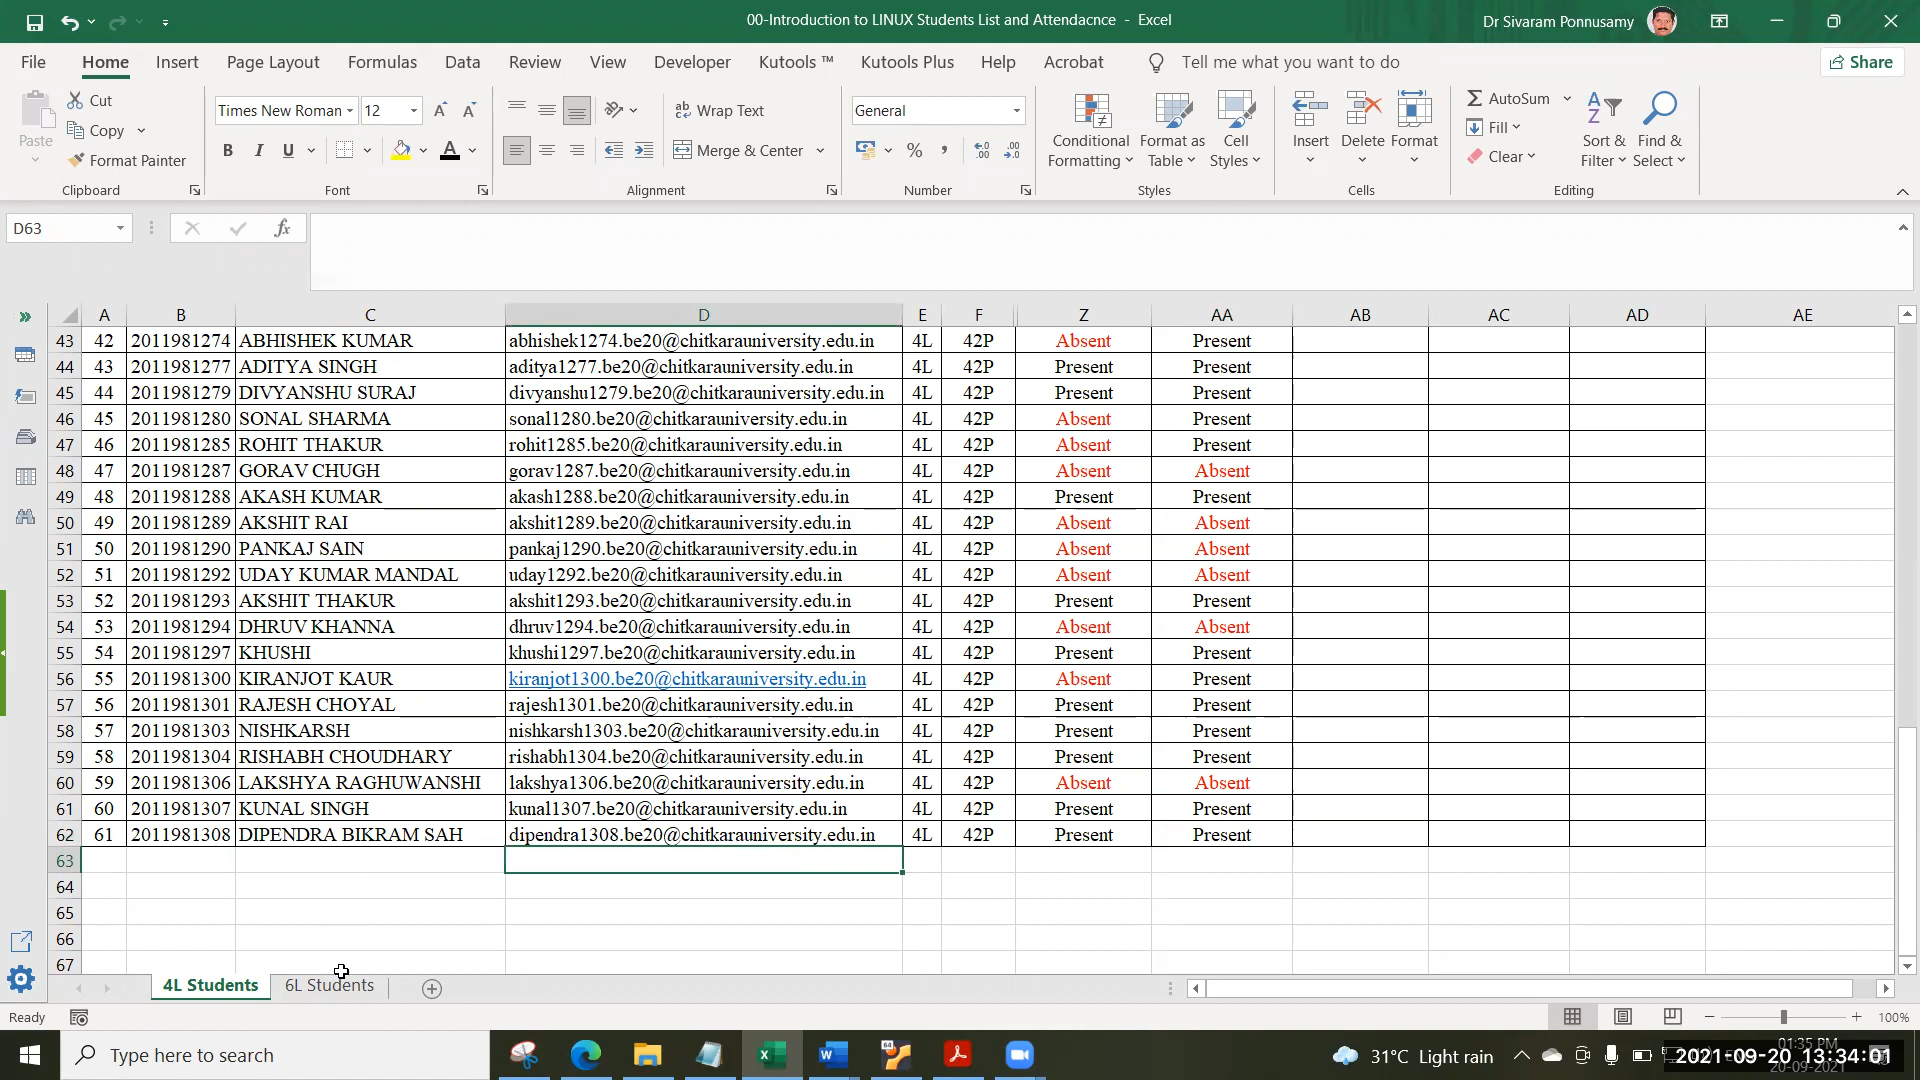 00-Introduction to LINUX Students List and Attendacnce - Excel
Dr Sivaram Ponnusamy
File Home Insert Page Layout Formulas Data Review View Developer Kutools ™ Kutools Plus Help Acrobat Tell me what you want to do Share
Paste Cut Copy Format Painter Clipboard
Times New Roman 12 B I U A Font
Wrap Text Merge & Center Alignment
General % , Number
Conditional Formatting Format as Table Cell Styles Styles
Insert Delete Format Cells
AutoSum Fill Clear Sort & Filter Find & Select Editing
D63 fx
A B C D E F Z AA AB AC AD AE
43 42 2011981274 ABHISHEK KUMAR abhishek1274.be20@chitkarauniversity.edu.in 4L 42P Absent Present
44 43 2011981277 ADITYA SINGH aditya1277.be20@chitkarauniversity.edu.in 4L 42P Present Present
45 44 2011981279 DIVYANSHU SURAJ divyanshu1279.be20@chitkarauniversity.edu.in 4L 42P Present Present
46 45 2011981280 SONAL SHARMA sonal1280.be20@chitkarauniversity.edu.in 4L 42P Absent Present
47 46 2011981285 ROHIT THAKUR rohit1285.be20@chitkarauniversity.edu.in 4L 42P Absent Present
48 47 2011981287 GORAV CHUGH gorav1287.be20@chitkarauniversity.edu.in 4L 42P Absent Absent
49 48 2011981288 AKASH KUMAR akash1288.be20@chitkarauniversity.edu.in 4L 42P Present Present
50 49 2011981289 AKSHIT RAI akshit1289.be20@chitkarauniversity.edu.in 4L 42P Absent Absent
51 50 2011981290 PANKAJ SAIN pankaj1290.be20@chitkarauniversity.edu.in 4L 42P Absent Absent
52 51 2011981292 UDAY KUMAR MANDAL uday1292.be20@chitkarauniversity.edu.in 4L 42P Absent Absent
53 52 2011981293 AKSHIT THAKUR akshit1293.be20@chitkarauniversity.edu.in 4L 42P Present Present
54 53 2011981294 DHRUV KHANNA dhruv1294.be20@chitkarauniversity.edu.in 4L 42P Absent Absent
55 54 2011981297 KHUSHI khushi1297.be20@chitkarauniversity.edu.in 4L 42P Present Present
56 55 2011981300 KIRANJOT KAUR kiranjot1300.be20@chitkarauniversity.edu.in 4L 42P Absent Present
57 56 2011981301 RAJESH CHOYAL rajesh1301.be20@chitkarauniversity.edu.in 4L 42P Present Present
58 57 2011981303 NISHKARSH nishkarsh1303.be20@chitkarauniversity.edu.in 4L 42P Present Present
59 58 2011981304 RISHABH CHOUDHARY rishabh1304.be20@chitkarauniversity.edu.in 4L 42P Present Present
60 59 2011981306 LAKSHYA RAGHUWANSHI lakshya1306.be20@chitkarauniversity.edu.in 4L 42P Absent Absent
61 60 2011981307 KUNAL SINGH kunal1307.be20@chitkarauniversity.edu.in 4L 42P Present Present
62 61 2011981308 DIPENDRA BIKRAM SAH dipendra1308.be20@chitkarauniversity.edu.in 4L 42P Present Present
63
64
65
66
67
4L Students 6L Students
Ready 100%
Type here to search 31°C Light rain 01:35 PM
2021-09-20 13:34:01
20-09-2021